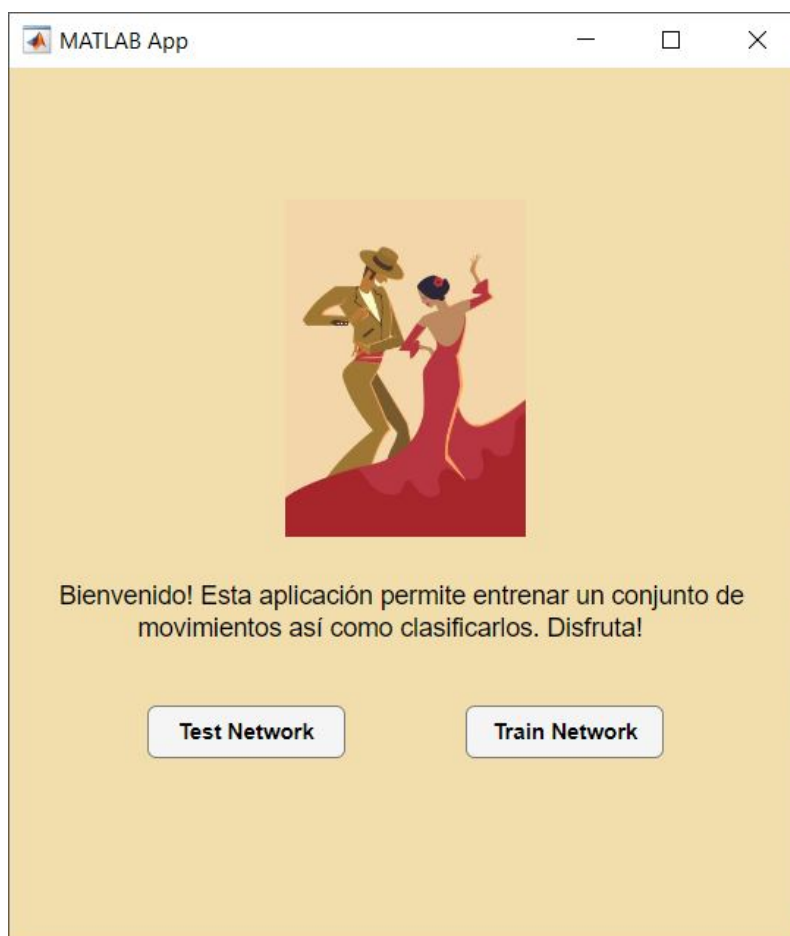 MATLAB App
Bienvenido! Esta aplicación permite entrenar un conjunto de
movimientos así como clasificarlos. Disfruta!
Test Network
Train Network